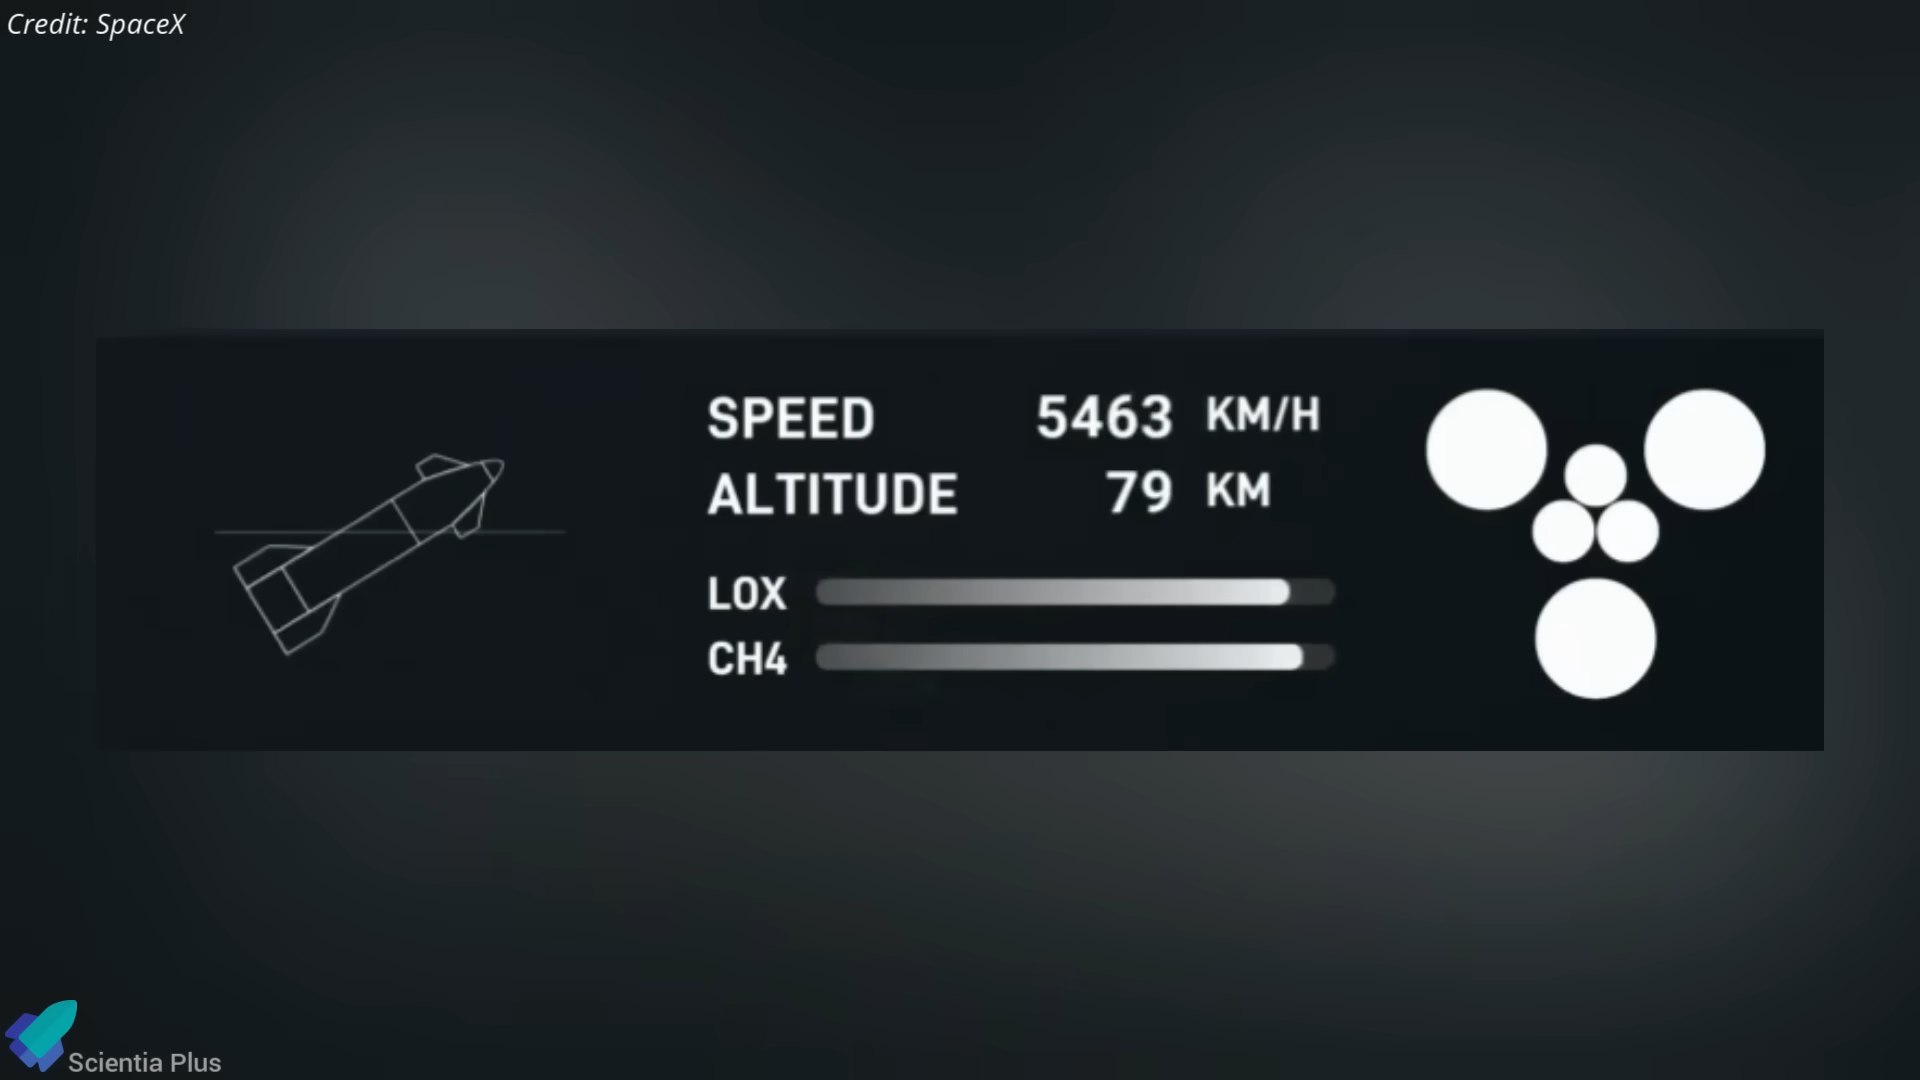 Credit: SpaceX
SPEED 5463 KM/H
ALTITUDE 79 KM
LOX
CH4
Scientia Plus